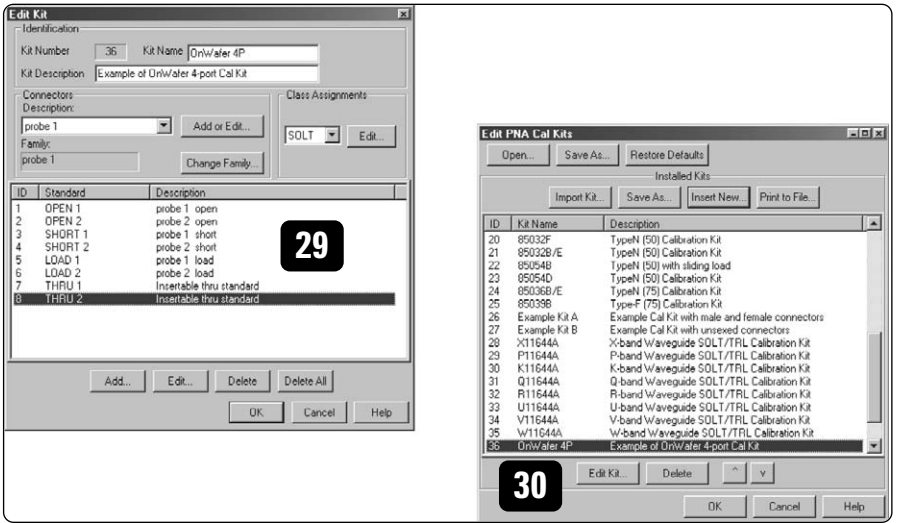 Edit Kit
Identification
Kit Number 36 Kit Name OnWafer 4P
Kit Description Example of OnWafer 4-port Cal Kit
Connectors
Description:
probe 1 Add or Edit...
Family:
probe 1 Change Family...
Class Assignments
SOLT Edit...
ID Standard Description
1 OPEN 1 probe 1 open
2 OPEN 2 probe 2 open
3 SHORT 1 probe 1 short
4 SHORT 2 probe 2 short
5 LOAD 1 probe 1 load
6 LOAD 2 probe 2 load
7 THRU 1 Insertable thru standard
8 THRU 2 Insertable thru standard
29
Add... Edit... Delete Delete All
OK Cancel Help
Edit PNA Cal Kits
Open... Save As... Restore Defaults
Installed Kits
Import Kit... Save As... Insert New... Print to File...
ID Kit Name Description
20 85032F TypeN (50) Calibration Kit
21 85032B/E TypeN (50) Calibration Kit
22 85054B TypeN (50) with sliding load
23 85054D TypeN (50) Calibration Kit
24 85036B/E TypeN (75) Calibration Kit
25 85039B Type-F (75) Calibration Kit
26 Example Kit A Example Cal Kit with male and female connectors
27 Example Kit B Example Cal Kit with unsexed connectors
28 X11644A X-band Waveguide SOLT/TRL Calibration Kit
29 P11644A P-band Waveguide SOLT/TRL Calibration Kit
30 K11644A K-band Waveguide SOLT/TRL Calibration Kit
31 Q11644A Q-band Waveguide SOLT/TRL Calibration Kit
32 R11644A R-band Waveguide SOLT/TRL Calibration Kit
33 U11644A U-band Waveguide SOLT/TRL Calibration Kit
34 V11644A V-band Waveguide SOLT/TRL Calibration Kit
35 W11644A W-band Waveguide SOLT/TRL Calibration Kit
36 OnWafer 4P Example of OnWafer 4-port Cal Kit
30
Edit Kit... Delete ^ v
OK Cancel Help